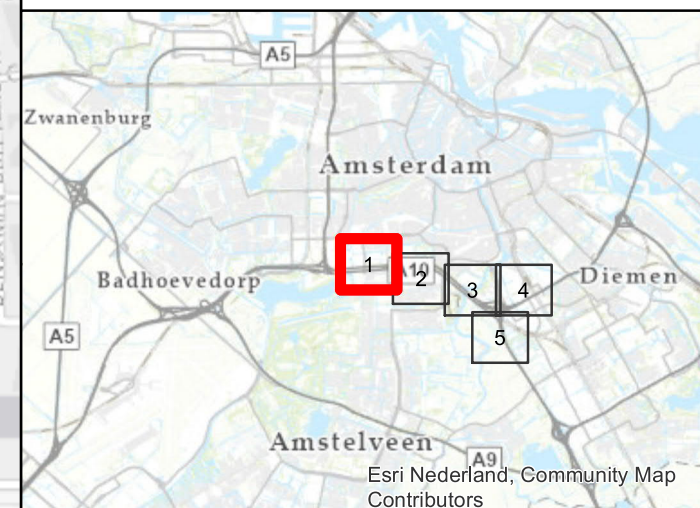 A5
Zwanenburg
Amsterdam
1
A10
2
Badhoevedorp
Diemen
3
4
A5
5
Amstelveen
A9
Esri Nederland, Community Map
Contributors